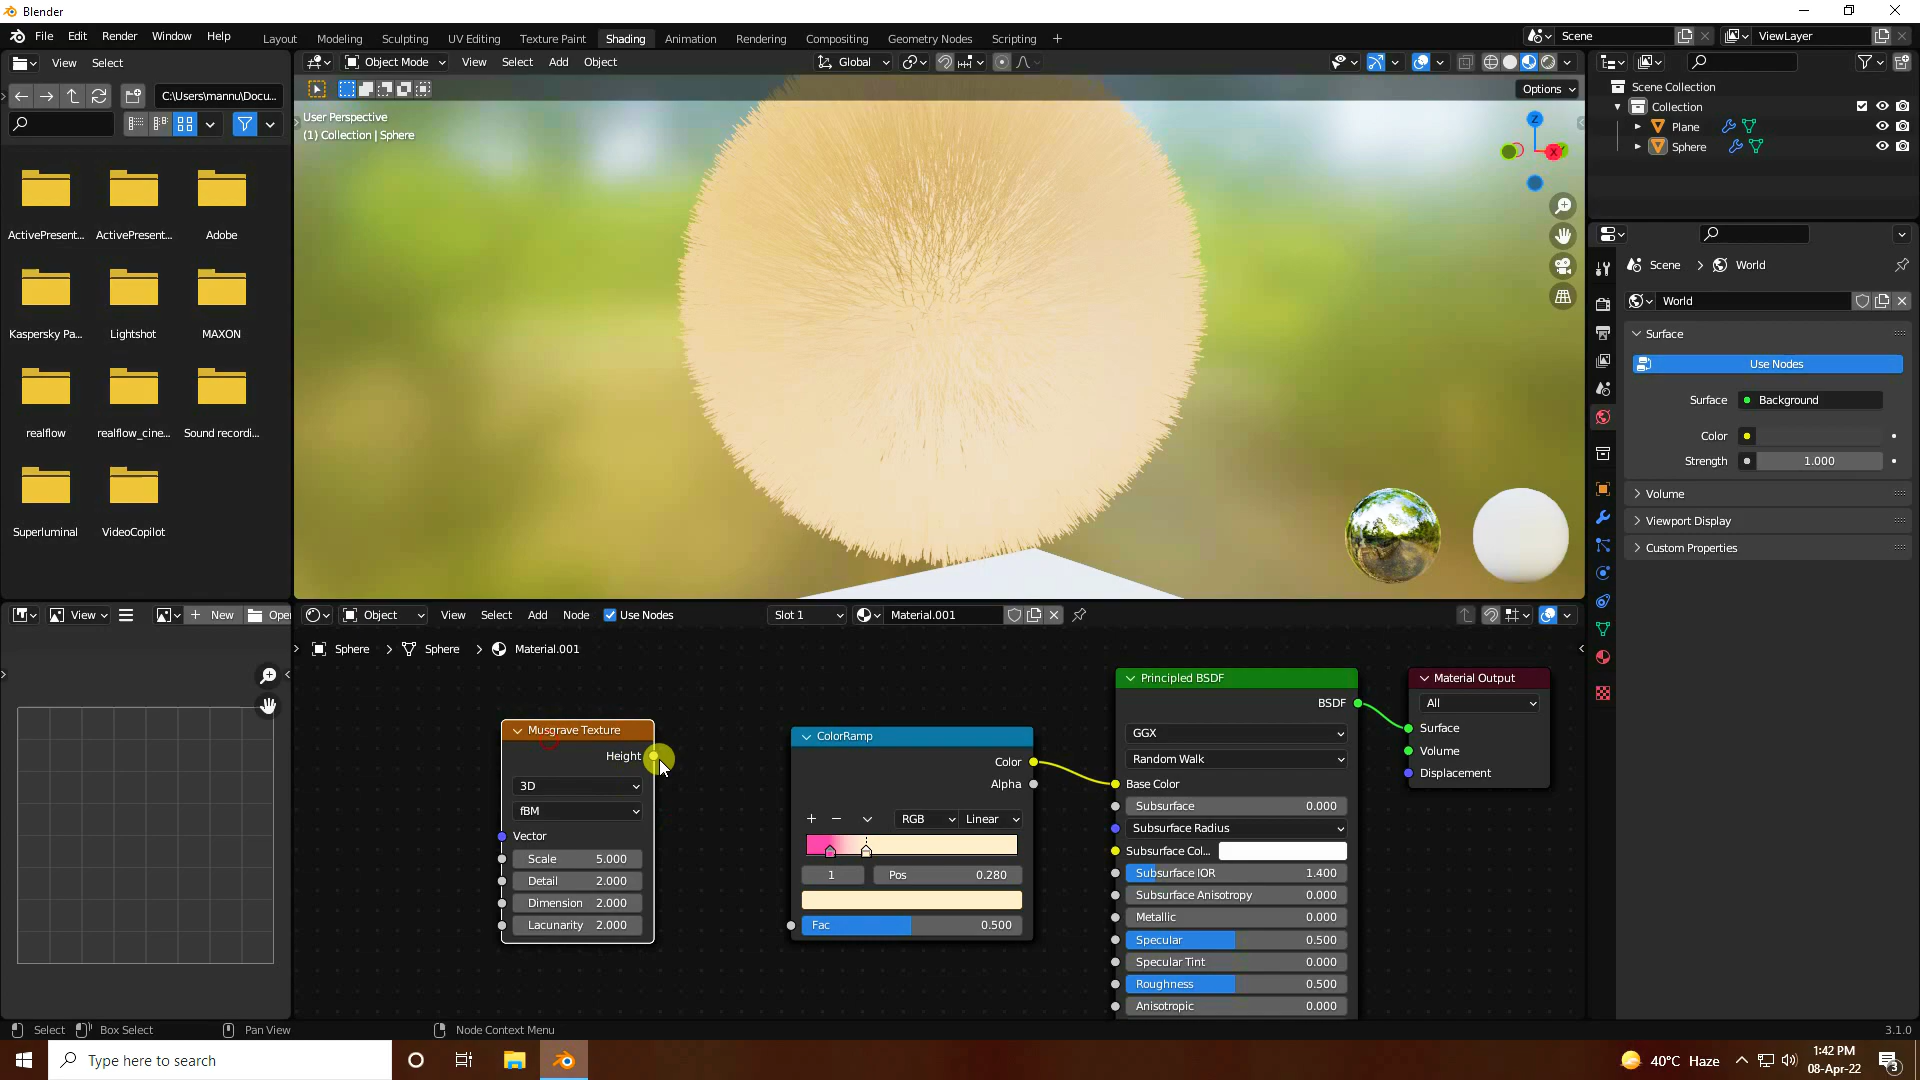 Blender
File Edit Render Window Help
Layout Modeling Sculpting UV Editing Texture Paint Shading Animation Rendering Compositing Geometry Nodes Scripting +
Scene
ViewLayer
View Select
Object Mode View Select Add Object
Global
C:\Users\mannu\Docu...
Options
User Perspective
(1) Collection | Sphere
Z
X
Y
Scene Collection
Collection
Plane
Sphere
ActivePresent... ActivePresent... Adobe
Kaspersky Pa... Lightshot MAXON
realflow realflow_cine... Sound recordi...
Superluminal VideoCopilot
Scene > World
World
Surface
Use Nodes
Surface Background
Color
Strength 1.000
Volume
Viewport Display
Custom Properties
View New Ope
Object View Select Add Node Use Nodes Slot 1 Material.001
Sphere > Sphere > Material.001
Musgrave Texture
Height
3D
fBM
Vector
Scale 5.000
Detail 2.000
Dimension 2.000
Lacunarity 2.000
ColorRamp
Color
Alpha
+ − RGB Linear
1 Pos 0.280
Fac 0.500
Principled BSDF
BSDF
GGX
Random Walk
Base Color
Subsurface 0.000
Subsurface Radius
Subsurface Col...
Subsurface IOR 1.400
Subsurface Anisotropy 0.000
Metallic 0.000
Specular 0.500
Specular Tint 0.000
Roughness 0.500
Anisotropic 0.000
Material Output
All
Surface
Volume
Displacement
Select Box Select Pan View Node Context Menu 3.1.0
Type here to search
40°C Haze
1:42 PM
08-Apr-22
3